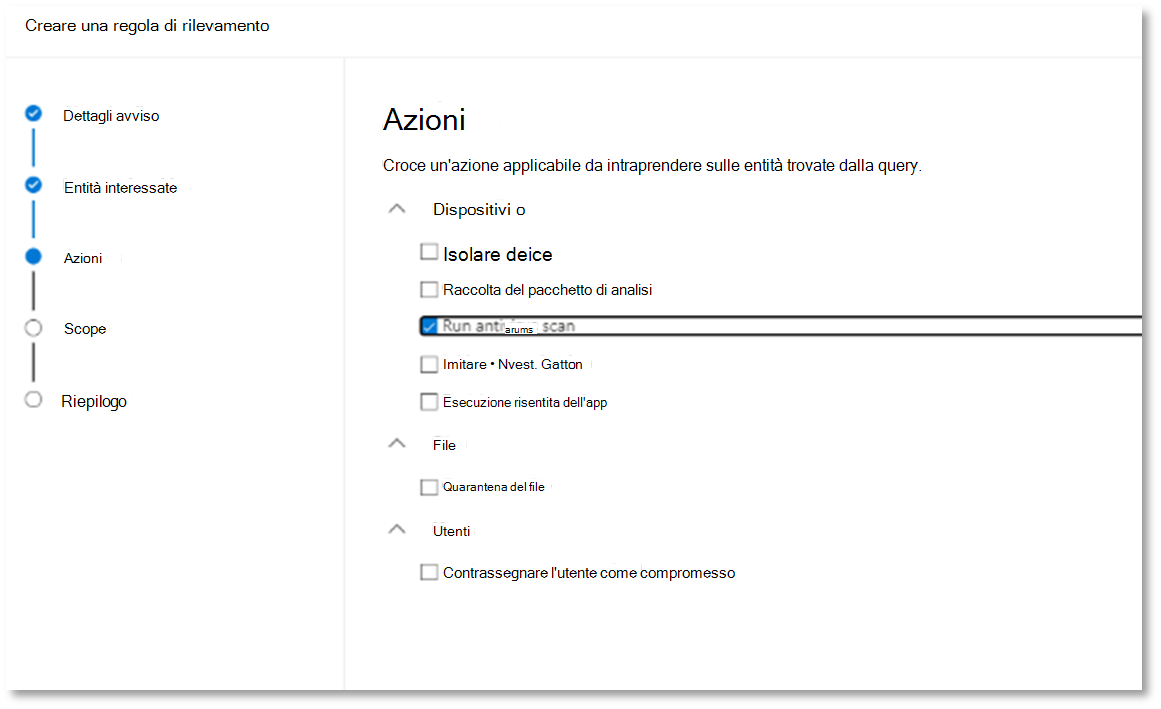 Creare una regola di rilevamento
Dettagli avviso
Entità interessate
Azioni
Scope
Riepilogo
Azioni
Croce un'azione applicabile da intraprendere sulle entità trovate dalla query.
Dispositivi o
Isolare deice
Raccolta del pacchetto di analisi
Run anti arums scan
Imitare • Nvest. Gatton
Esecuzione risentita dell'app
File
Quarantena del file
Utenti
Contrassegnare l'utente come compromesso